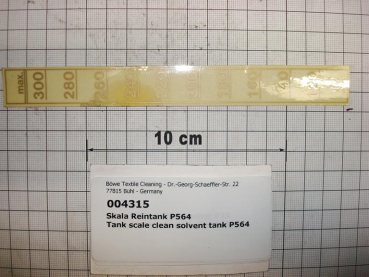 max.
300
280
260
10 cm
Böwe Textile Cleaning - Dr.-Georg-Schaeffler-Str. 22
77815 Bühl - Germany
004315
Skala Reintank P564
Tank scale clean solvent tank P564